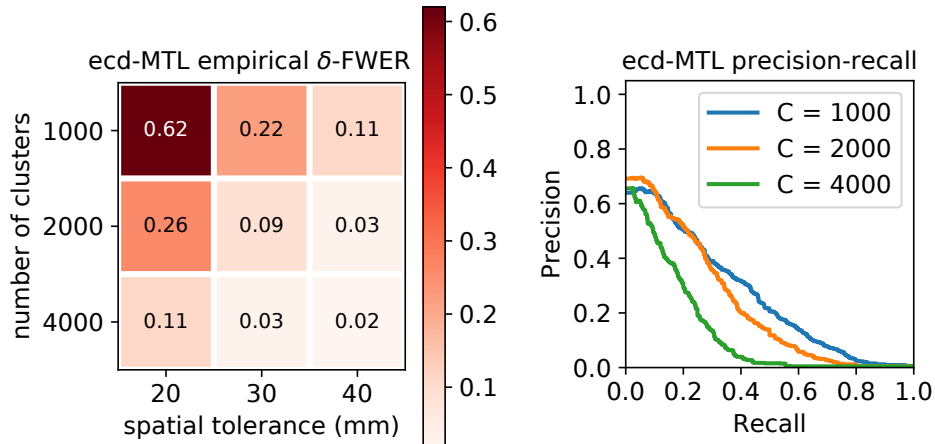 ecd-MTL empirical δ-FWER
number of clusters
1000
2000
4000
0.62 0.22 0.11
0.26 0.09 0.03
0.11 0.03 0.02
20 30 40
spatial tolerance (mm)
0.6
0.5
0.4
0.3
0.2
0.1
ecd-MTL precision-recall
Precision
1.0
0.8
0.6
0.4
0.2
0.0
C = 1000
C = 2000
C = 4000
0.0 0.2 0.4 0.6 0.8 1.0
Recall